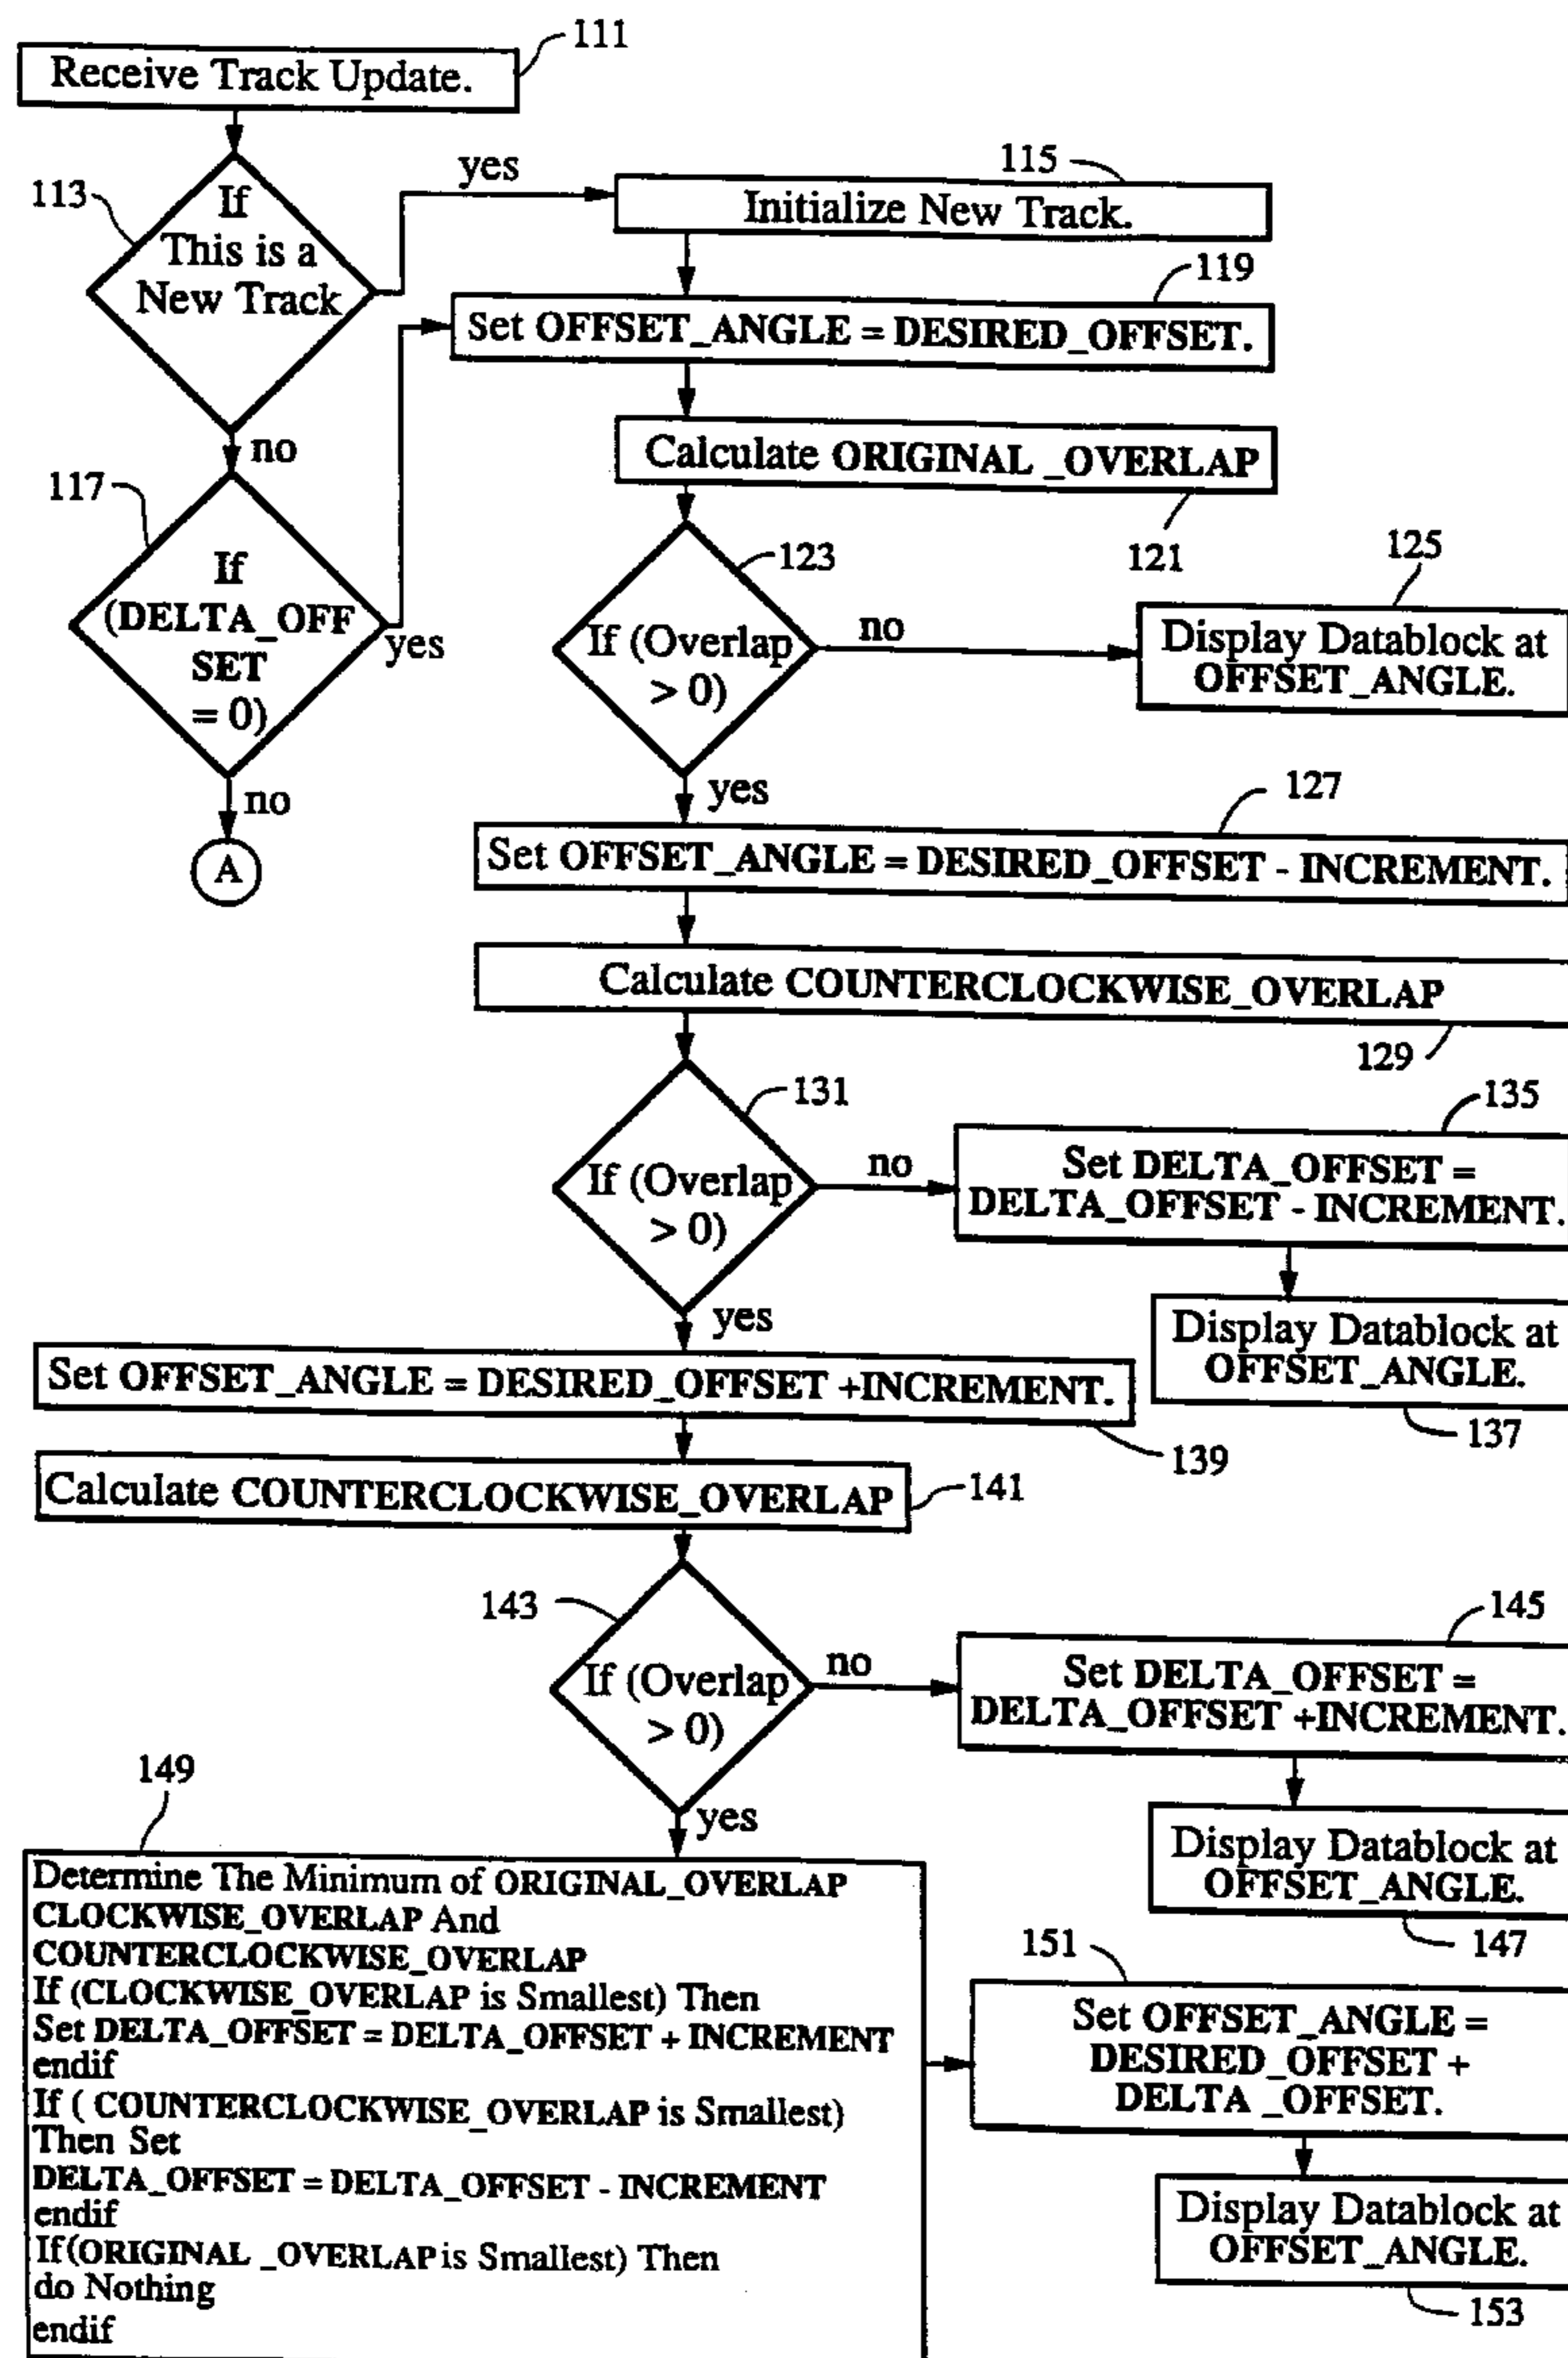 111
Receive Track Update.
113
If
This is a
New Track
yes
no
115
Initialize New Track.
119
Set OFFSET_ANGLE = DESIRED_OFFSET.
117
If
(DELTA_OFF
SET
= 0)
yes
no
A
Calculate ORIGINAL _OVERLAP
121
123
If (Overlap
> 0)
no
125
Display Datablock at
OFFSET_ANGLE.
yes
127
Set OFFSET_ANGLE = DESIRED_OFFSET - INCREMENT.
Calculate COUNTERCLOCKWISE_OVERLAP
129
131
If (Overlap
> 0)
no
135
Set DELTA_OFFSET =
DELTA_OFFSET - INCREMENT.
Display Datablock at
OFFSET_ANGLE.
137
yes
Set OFFSET_ANGLE = DESIRED_OFFSET +INCREMENT.
139
Calculate COUNTERCLOCKWISE_OVERLAP
141
143
If (Overlap
> 0)
no
145
Set DELTA_OFFSET =
DELTA_OFFSET +INCREMENT.
Display Datablock at
OFFSET_ANGLE.
147
yes
149
Determine The Minimum of ORIGINAL_OVERLAP
CLOCKWISE_OVERLAP And
COUNTERCLOCKWISE_OVERLAP
If (CLOCKWISE_OVERLAP is Smallest) Then
Set DELTA_OFFSET = DELTA_OFFSET + INCREMENT
endif
If ( COUNTERCLOCKWISE_OVERLAP is Smallest)
Then Set
DELTA_OFFSET = DELTA_OFFSET - INCREMENT
endif
If (ORIGINAL _OVERLAP is Smallest) Then
do Nothing
endif
151
Set OFFSET_ANGLE =
DESIRED_OFFSET +
DELTA _OFFSET.
Display Datablock at
OFFSET_ANGLE.
153